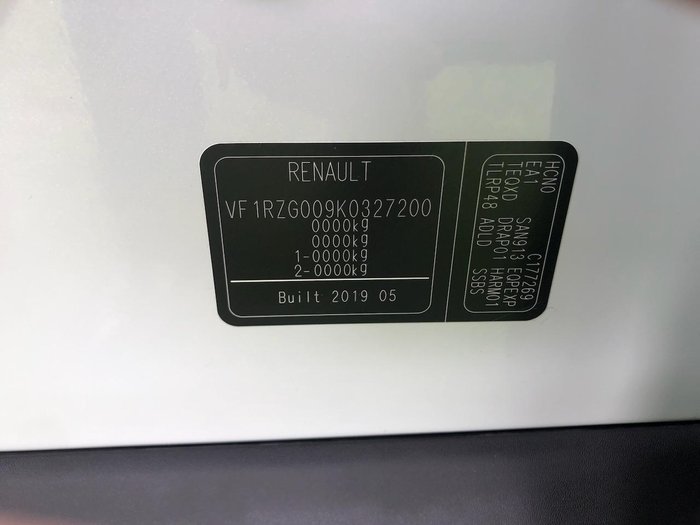 RENAULT
VF1RZG009K0327200
0000kg
0000kg
1-0000kg
2-0000kg
Built 2019 05
HCNO C177269
EA1 SAN913 EQPEXP
TEQXD DRAP01 HARM01
TLRP48 ADLD SSBS